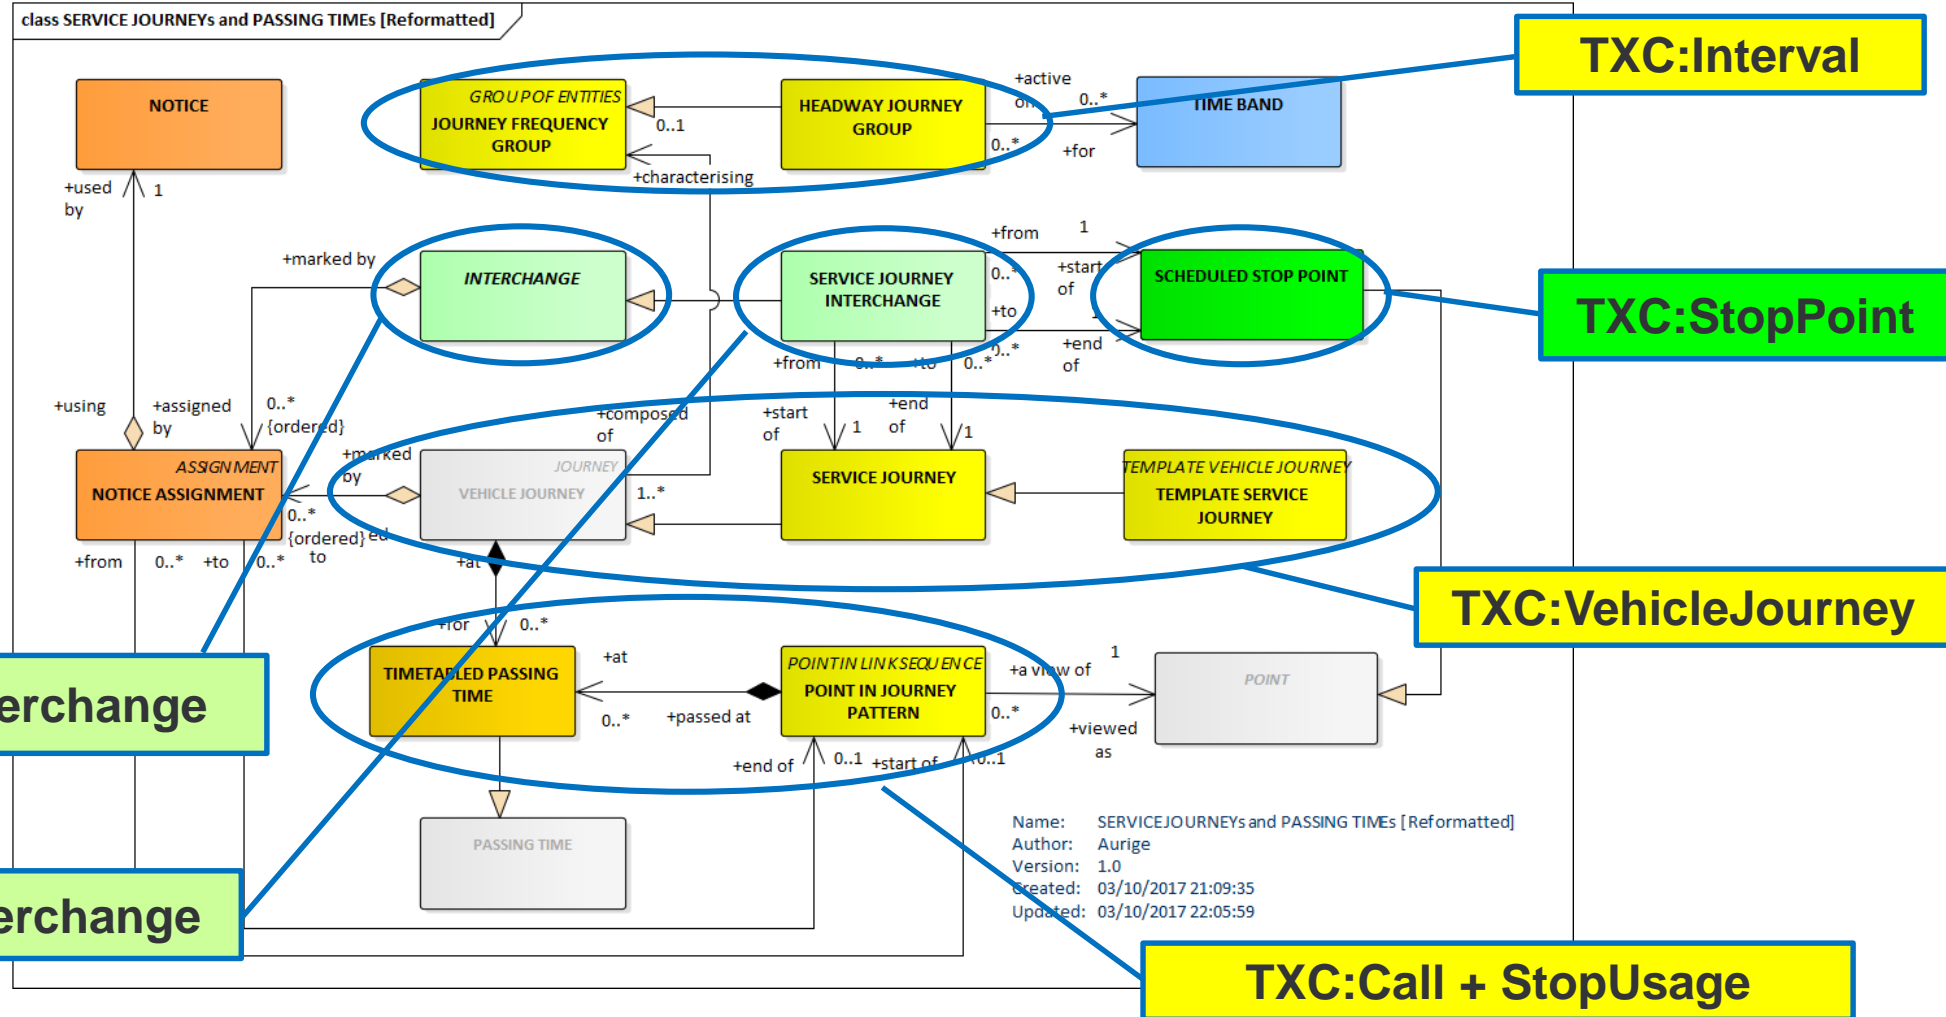 class SERVICE JOURNEYs and PASSING TIMEs [Reformatted]
TXC:Interval
NOTICE
GROUP OF ENTITIES
JOURNEY FREQUENCY
GROUP
HEADWAY JOURNEY
GROUP
TIME BAND
+active
on
0..*
0..1
0..*
+for
+characterising
+used
by
1
+marked by
INTERCHANGE
SERVICE JOURNEY
INTERCHANGE
SCHEDULED STOP POINT
TXC:StopPoint
+from
1
0..*
+start
of
+to
1
0..*
+end
of
+from
0..*
+to
0..*
+using
+assigned
by
0..*
{ordered}
+composed
of
+start
of
1
+end
of
1
+marked
by
ASSIGNMENT
NOTICE ASSIGNMENT
JOURNEY
VEHICLE JOURNEY
1..*
SERVICE JOURNEY
TEMPLATE VEHICLE JOURNEY
TEMPLATE SERVICE
JOURNEY
0..*
{ordered}
ed
to
+from
0..*
+to
0..*
+at
TXC:VehicleJourney
+for
0..*
TIMETABLED PASSING
TIME
+at
0..*
+passed at
POINT IN LINK SEQUENCE
POINT IN JOURNEY
PATTERN
+a view of
1
0..*
+viewed
as
POINT
erchange
+end of
0..1
+start of
0..1
PASSING TIME
Name: SERVICE JOURNEYs and PASSING TIMEs [Reformatted]
Author: Aurige
Version: 1.0
Created: 03/10/2017 21:09:35
Updated: 03/10/2017 22:05:59
erchange
TXC:Call + StopUsage